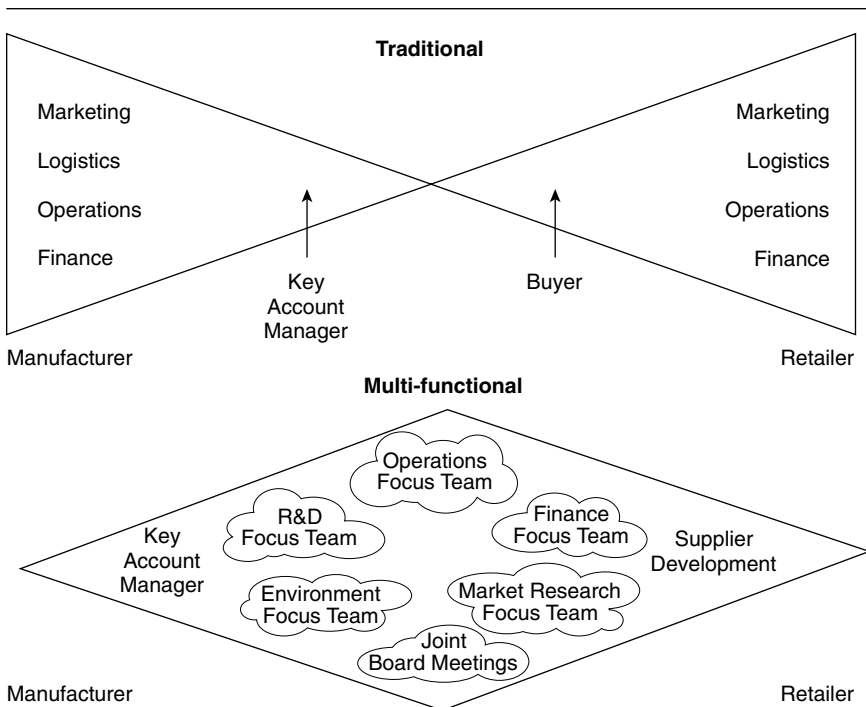 Traditional
Marketing
Logistics
Operations
Finance
Marketing
Logistics
Operations
Finance
Key
Account
Manager
Buyer
Manufacturer
Retailer
Multi-functional
Operations
Focus Team
R&D
Focus Team
Finance
Focus Team
Key
Account
Manager
Supplier
Development
Environment
Focus Team
Market Research
Focus Team
Joint
Board Meetings
Manufacturer
Retailer